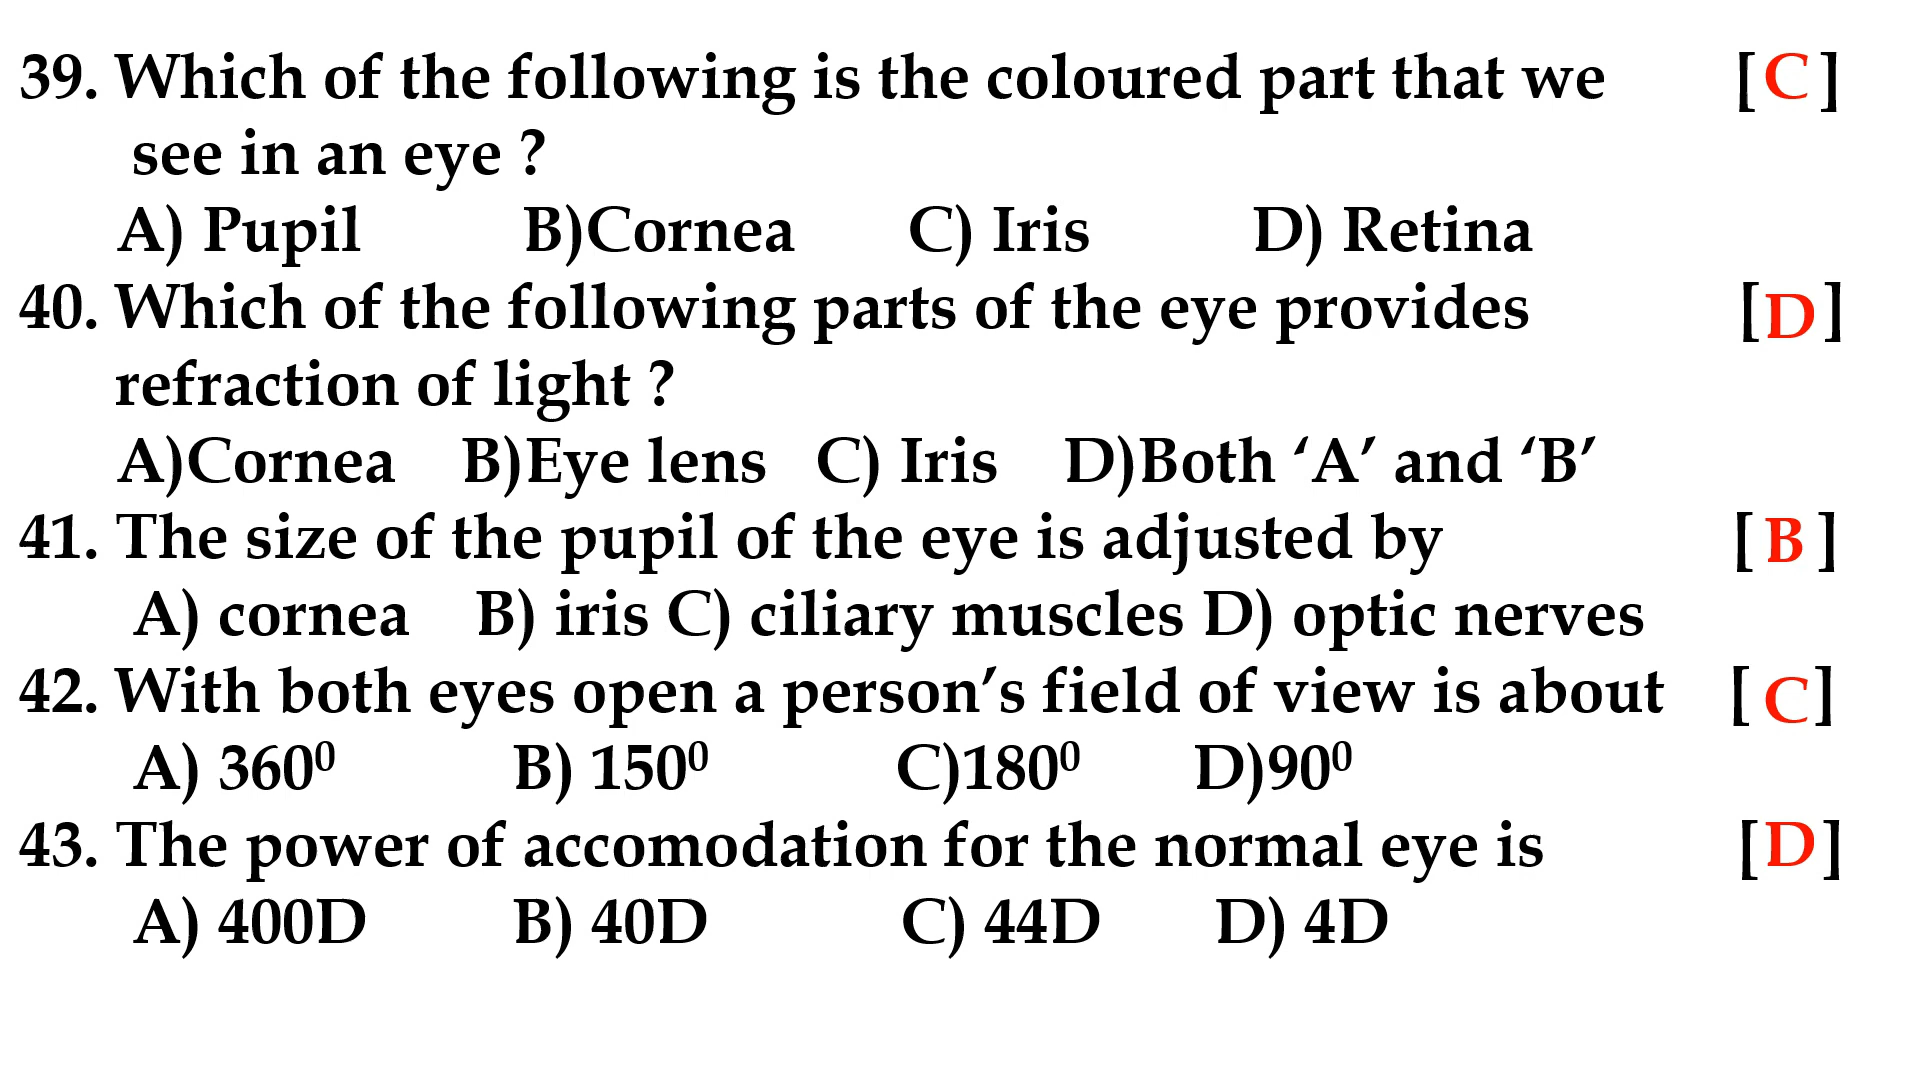 39. Which of the following is the coloured part that we [ C ]
see in an eye ?
A) Pupil B)Cornea C) Iris D) Retina
40. Which of the following parts of the eye provides [ D ]
refraction of light ?
A)Cornea B)Eye lens C) Iris D)Both ‘A’ and ‘B’
41. The size of the pupil of the eye is adjusted by [ B ]
A) cornea B) iris C) ciliary muscles D) optic nerves
42. With both eyes open a person’s field of view is about [ C ]
A) 360⁰ B) 150⁰ C)180⁰ D)90⁰
43. The power of accomodation for the normal eye is [ D ]
A) 400D B) 40D C) 44D D) 4D